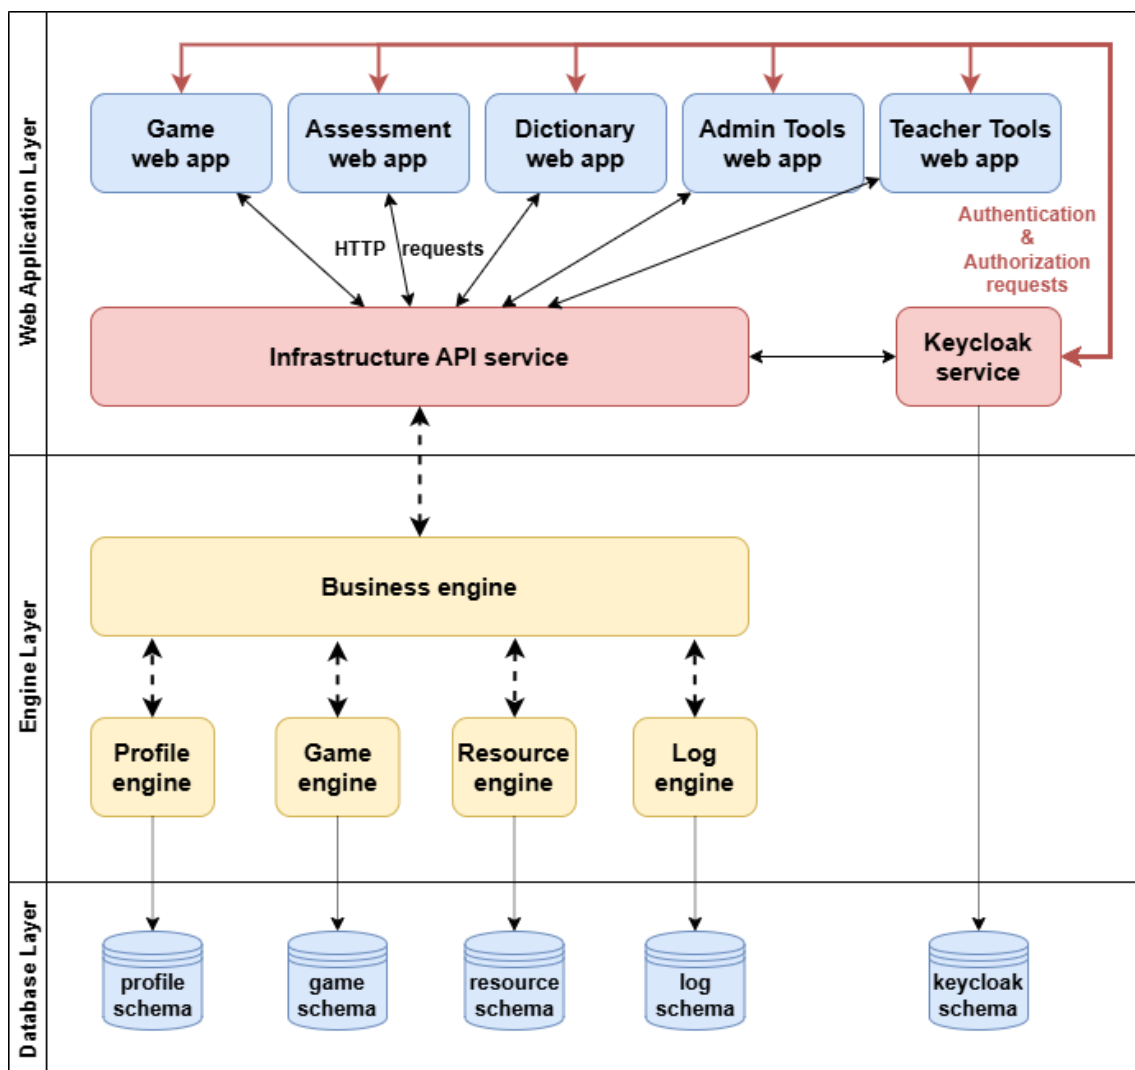 Web Application Layer
Game
web app
Assessment
web app
Dictionary
web app
Admin Tools
web app
Teacher Tools
web app
HTTP requests
Authentication
&
Authorization
requests
Infrastructure API service
Keycloak
service
Engine Layer
Business engine
Profile
engine
Game
engine
Resource
engine
Log
engine
Database Layer
profile
schema
game
schema
resource
schema
log
schema
keycloak
schema